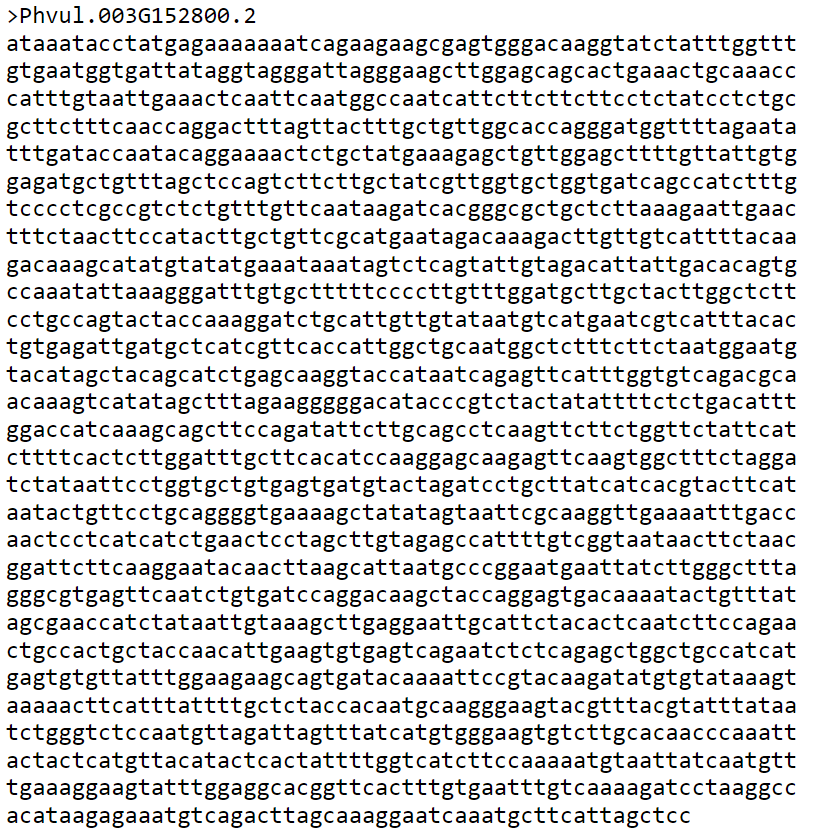 >Phvul.003G152800.2
ataaatacctatgagaaaaaaatcagaagaagcgagtgggacaaggtatctatttggttt
gtgaatggtgattataggtagggattagggaagcttggagcagcactgaaactgcaaacc
catttgtaattgaaactcaattcaatggccaatcattcttcttcttcctctatcctctgc
gcttctttcaaccaggactttagttactttgctgttggcaccagggatggttttagaata
tttgataccaatacaggaaaactctgctatgaaagagctgttggagcttttgttattgtg
gagatgctgtttagctccagtcttcttgctatcgttggtgctggtgatcagccatctttg
tcccctcgccgtctctgtttgttcaataagatcacgggcgctgctcttaaagaattgaac
tttctaacttccatacttgctgttcgcatgaatagacaaagacttgttgtcattttacaa
gacaaagcatatgtatatgaaataaatagtctcagtattgtagacattattgacacagtg
ccaaatattaaagggatttgtgctttttccccttgtttggatgcttgctacttggctctt
cctgccagtactaccaaaggatctgcattgttgtataatgtcatgaatcgtcatttacac
tgtgagattgatgctcatcgttcaccattggctgcaatggctctttcttctaatggaatg
tacatagctacagcatctgagcaaggtaccataatcagagttcatttggtgtcagacgca
acaaagtcatatagctttagaagggggacatacccgtctactatattttctctgacattt
ggaccatcaaagcagcttccagatattcttgcagcctcaagttcttctggttctattcat
cttttcactcttggatttgcttcacatccaaggagcaagagttcaagtggctttctagga
tctataattcctggtgctgtgagtgatgtactagatcctgcttatcatcacgtacttcat
aatactgttcctgcaggggtgaaaagctatatagtaattcgcaaggttgaaaatttgacc
aactcctcatcatctgaactcctagcttgtagagccattttgtcggtaataacttctaac
ggattcttcaaggaatacaacttaagcattaatgcccggaatgaattatcttgggcttta
gggcgtgagttcaatctgtgatccaggacaagctaccaggagtgacaaaatactgtttat
agcgaaccatctataattgtaaagcttgaggaattgcattctacactcaatcttccagaa
ctgccactgctaccaacattgaagtgtgagtcagaatctctcagagctggctgccatcat
gagtgtgttatttggaagaagcagtgatacaaaattccgtacaagatatgtgtataaagt
aaaaacttcatttattttgctctaccacaatgcaagggaagtacgtttacgtatttataa
tctgggtctccaatgttagattagtttatcatgtgggaagtgtcttgcacaacccaaatt
actactcatgttacatactcactattttggtcatcttccaaaaatgtaattatcaatgtt
tgaaaggaagtatttggaggcacggttcactttgtgaatttgtcaaaagatcctaaggcc
acataagagaaatgtcagacttagcaaaggaatcaaatgcttcattagctcc